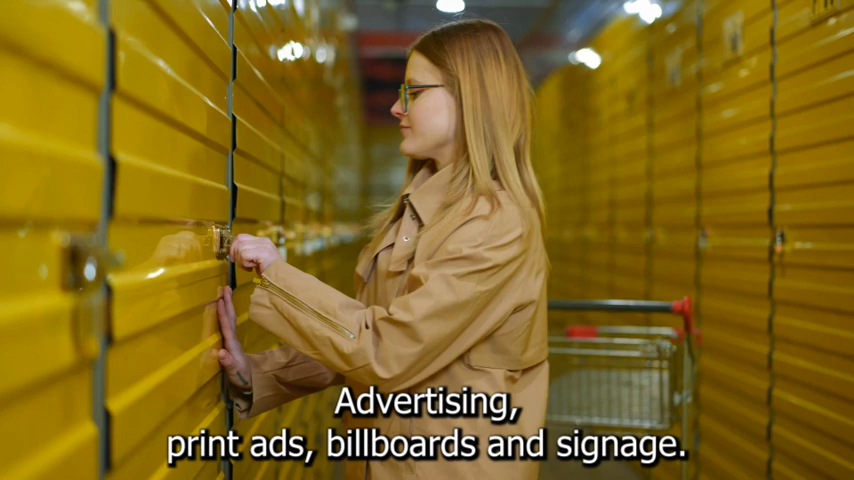 Advertising,
print ads, billboards and signage.